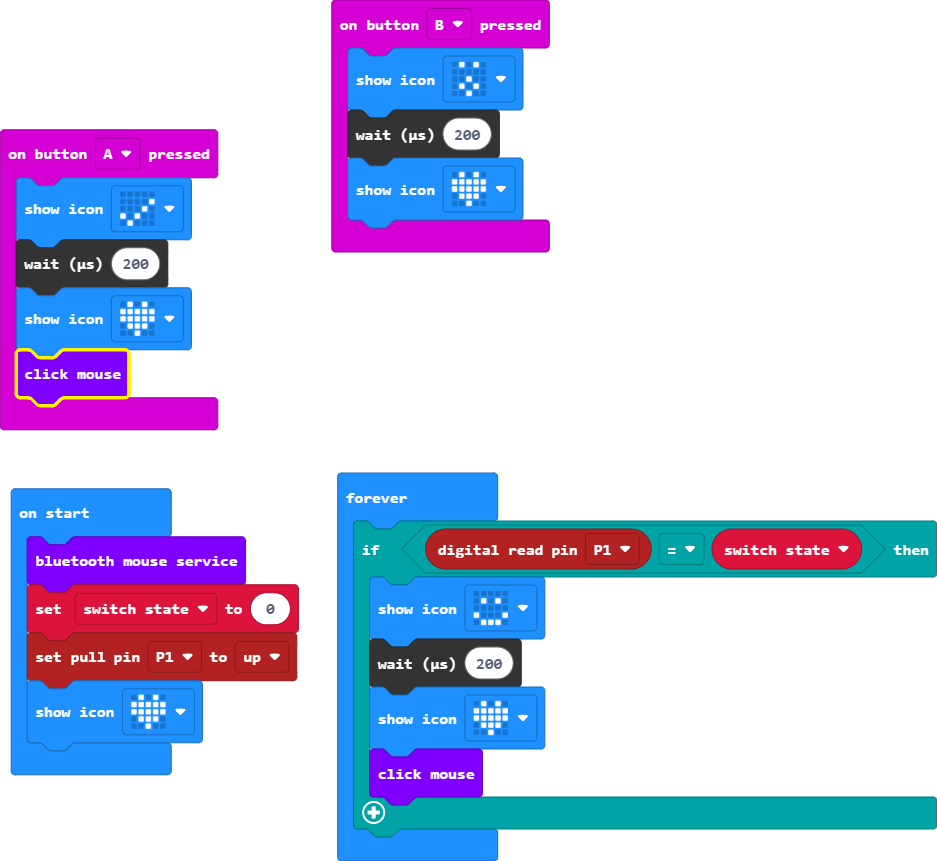 on button B pressed
show icon
wait (µs) 200
show icon
on button A pressed
show icon
wait (µs) 200
show icon
click mouse
on start
bluetooth mouse service
set switch state to 0
set pull pin P1 to up
show icon
forever
if digital read pin P1 = switch state then
show icon
wait (µs) 200
show icon
click mouse